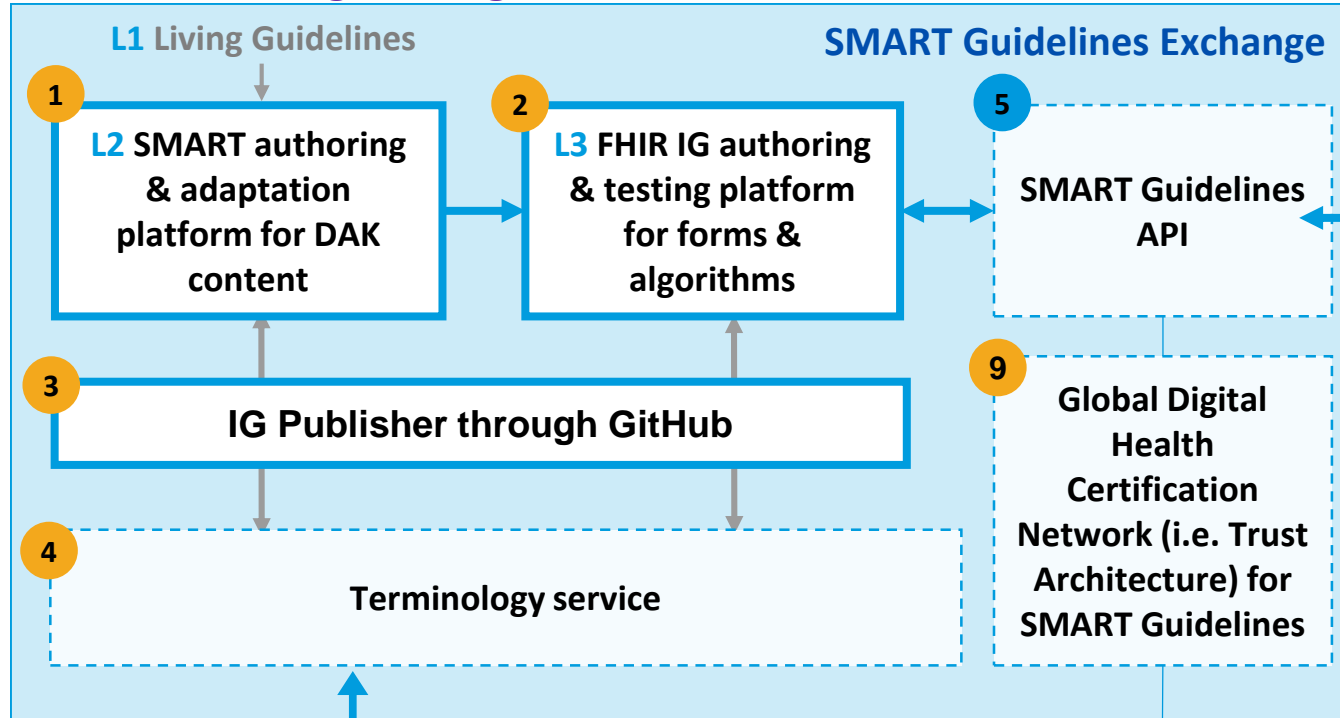 L1 Living Guidelines
SMART Guidelines Exchange
1
L2 SMART authoring
& adaptation
platform for DAK
content
2
L3 FHIR IG authoring
& testing platform
for forms &
algorithms
5
SMART Guidelines
API
3
IG Publisher through GitHub
9
Global Digital
Health
Certification
Network (i.e. Trust
Architecture) for
SMART Guidelines
4
Terminology service